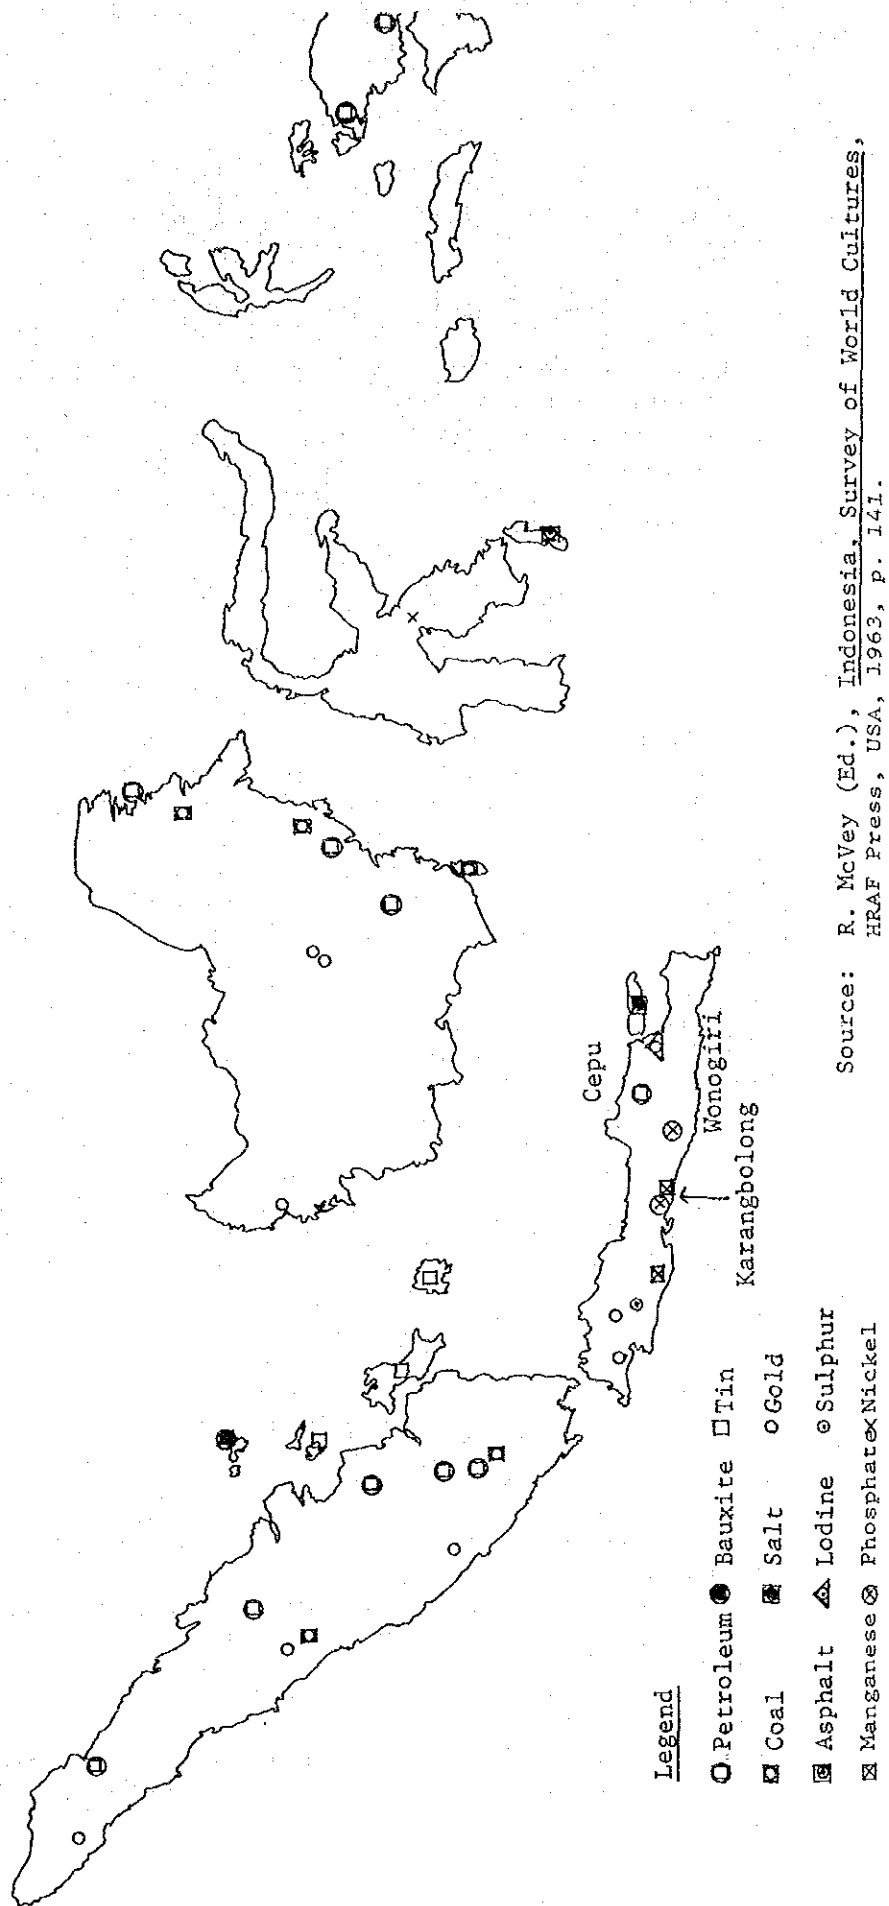 Cepu
Wonogiri
Karangbolong
Legend
Petroleum Bauxite Tin
Coal Salt Gold
Asphalt Lodine Sulphur
Manganese Phosphate Nickel
Source: R. McVey (Ed.), Indonesia, Survey of World Cultures,
HRAF Press, USA, 1963, p. 141.